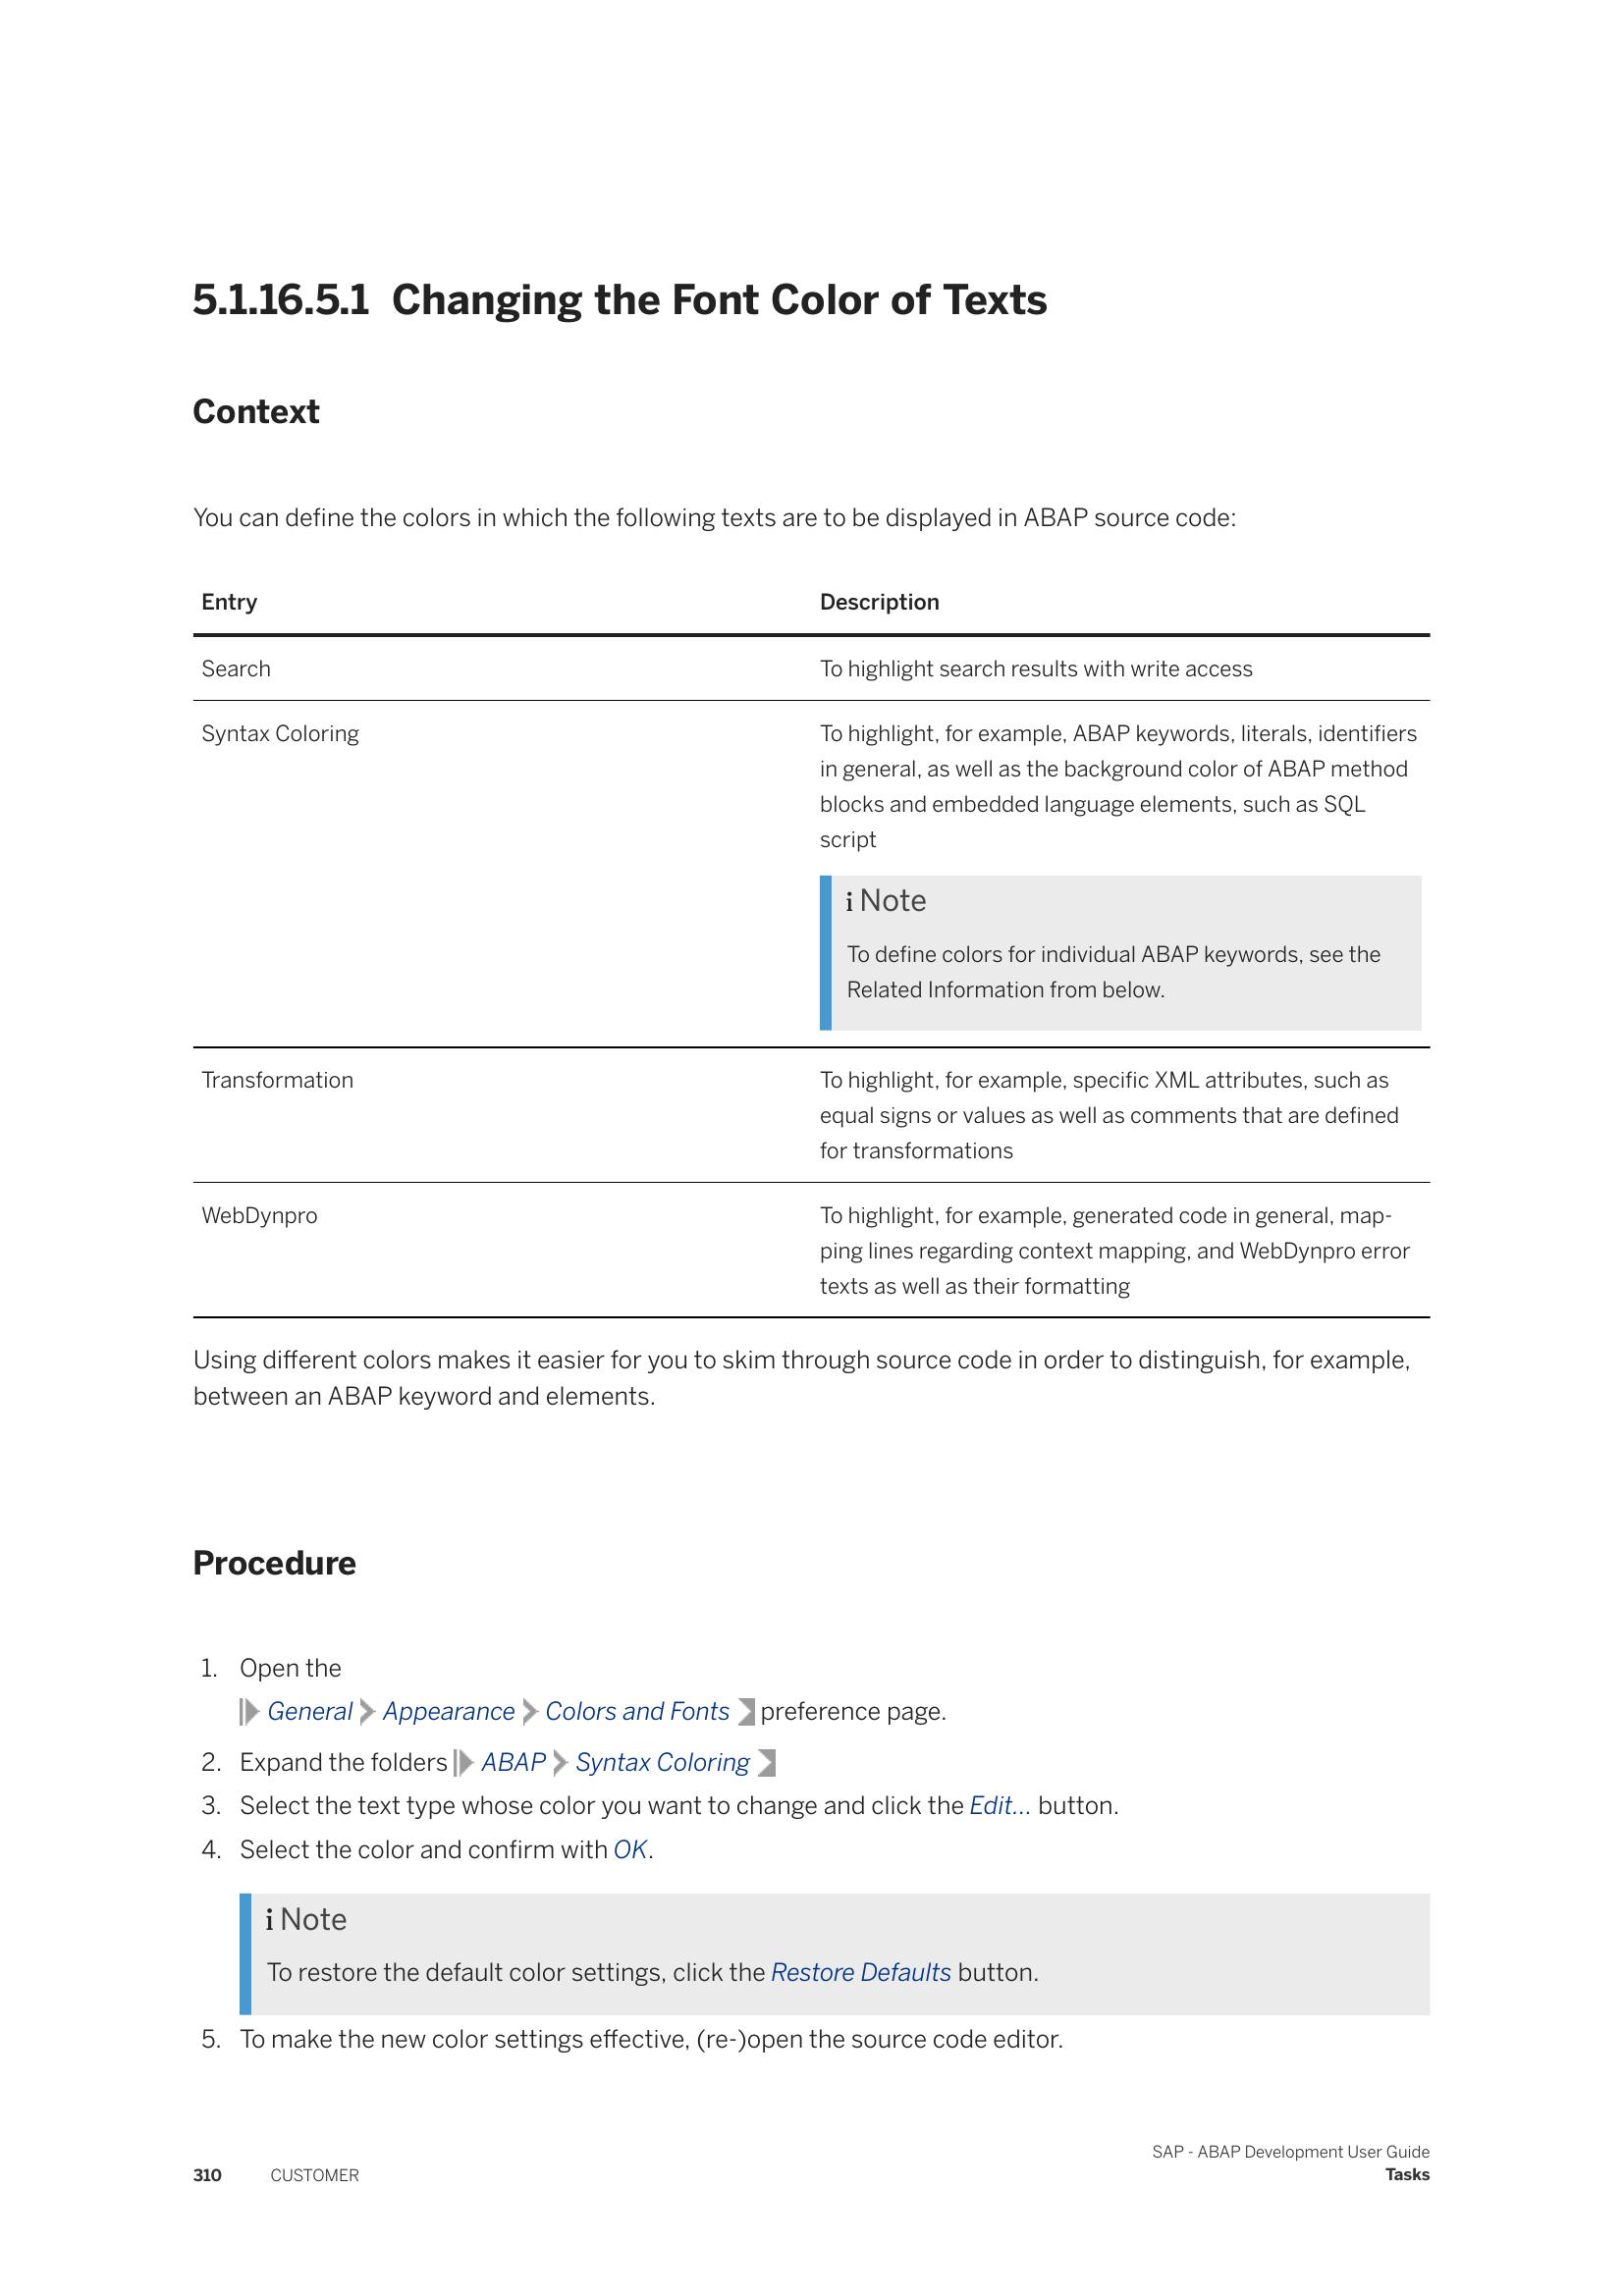 5.1.16.5.1 Changing the Font Color of Texts
Context
You can define the colors in which the following texts are to be displayed in ABAP source code:
Entry Description
Search To highlight search results with write access
Syntax Coloring To highlight, for example, ABAP keywords, literals, identifiers
in general, as well as the background color of ABAP method
blocks and embedded language elements, such as SQL
script
i Note
To define colors for individual ABAP keywords, see the
Related Information from below.
Transformation To highlight, for example, specific XML attributes, such as
equal signs or values as well as comments that are defined
for transformations
WebDynpro To highlight, for example, generated code in general, map-
ping lines regarding context mapping, and WebDynpro error
texts as well as their formatting
Using different colors makes it easier for you to skim through source code in order to distinguish, for example,
between an ABAP keyword and elements.
Procedure
1. Open the
General Appearance Colors and Fonts preference page.
2. Expand the folders ABAP Syntax Coloring
3. Select the text type whose color you want to change and click the Edit... button.
4. Select the color and confirm with OK.
i Note
To restore the default color settings, click the Restore Defaults button.
5. To make the new color settings effective, (re-)open the source code editor.
SAP - ABAP Development User Guide
310 CUSTOMER Tasks